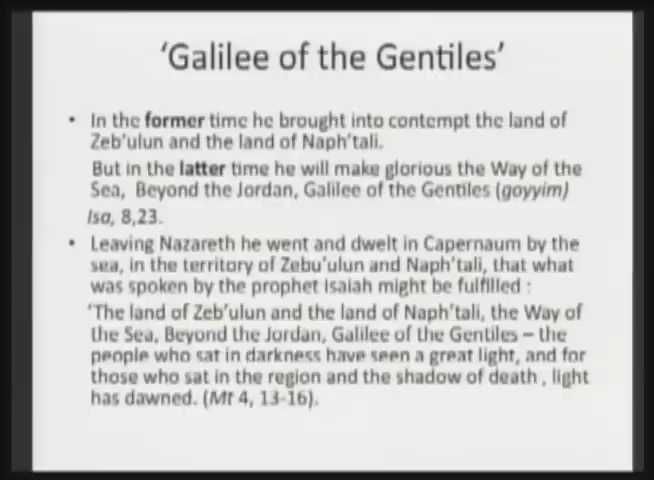 ‘Galilee of the Gentiles’
• In the former time he brought into contempt the land of
Zeb’ulun and the land of Naph’tali.
But in the latter time he will make glorious the Way of the
Sea, Beyond the Jordan, Galilee of the Gentiles (goyyim)
Isa, 8,23.
• Leaving Nazareth he went and dwelt in Capernaum by the
sea, in the territory of Zebu’ulun and Naph’tali, that what
was spoken by the prophet Isaiah might be fulfilled :
‘The land of Zeb’ulun and the land of Naph’tali, the Way of
the Sea, Beyond the Jordan, Galilee of the Gentiles – the
people who sat in darkness have seen a great light, and for
those who sat in the region and the shadow of death , light
has dawned. (Mt 4, 13-16).